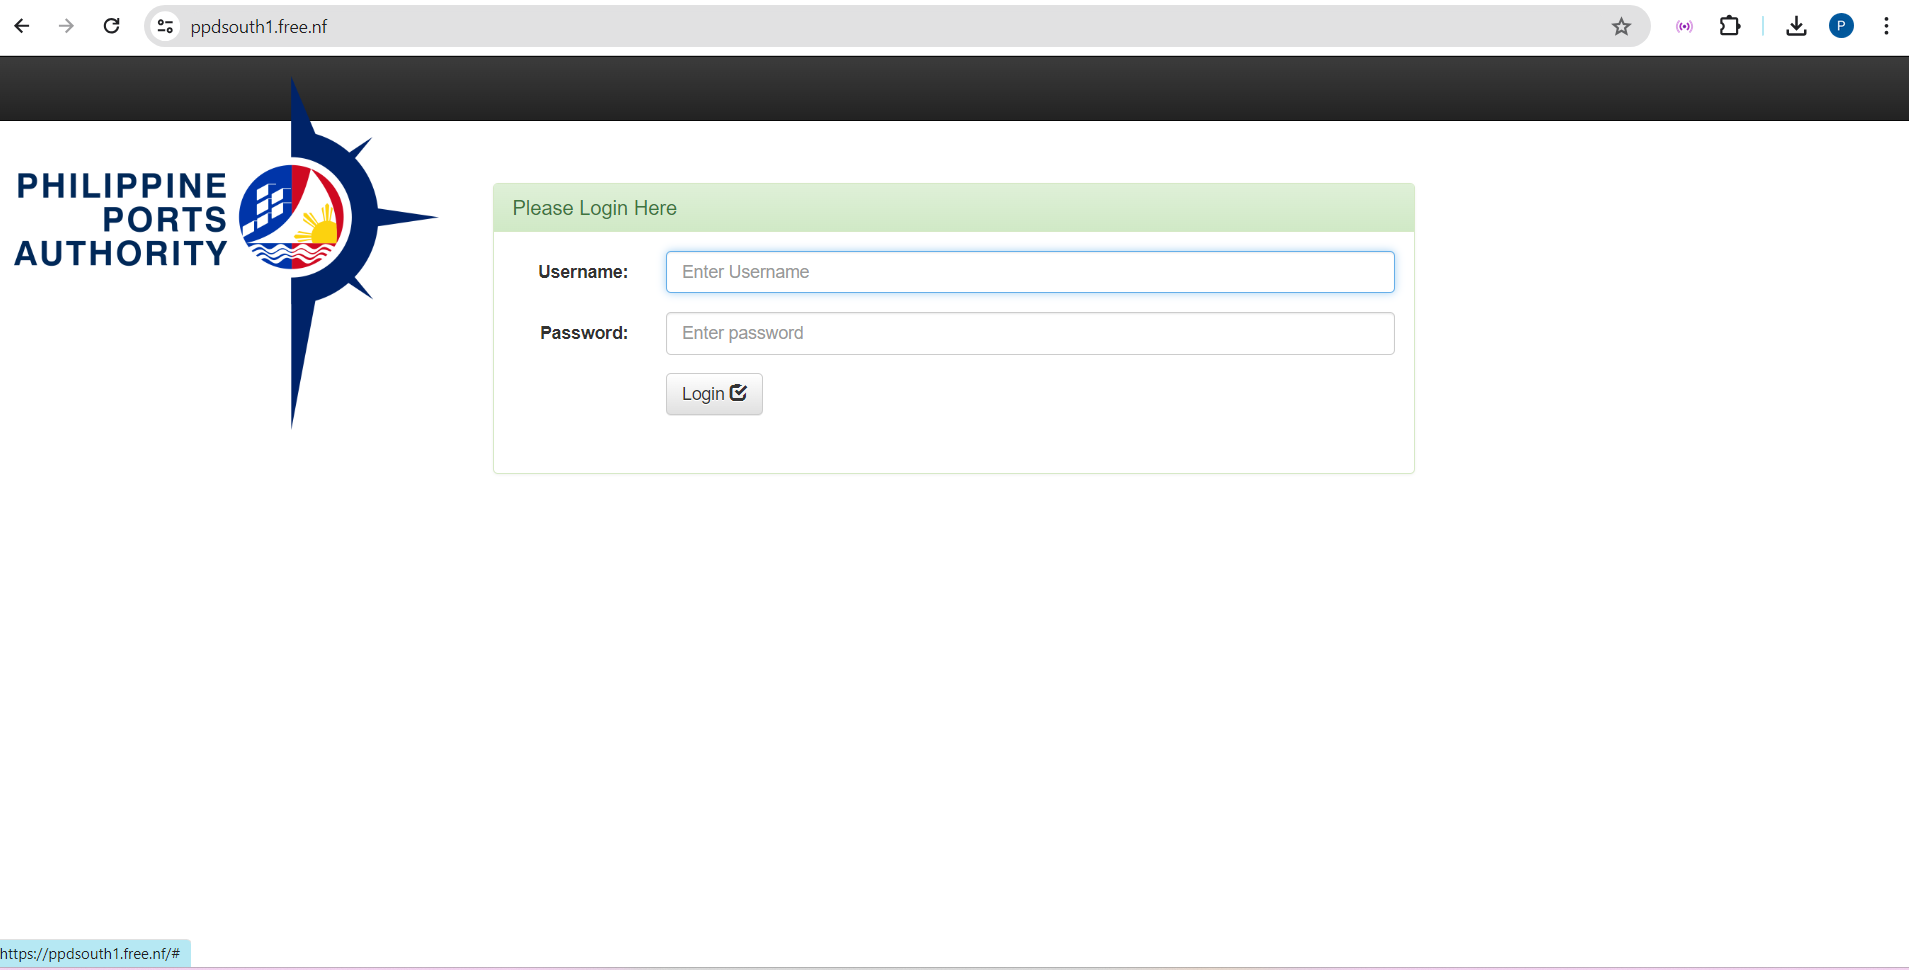 ppdsouth1.free.nf
P
PHILIPPINE
PORTS
AUTHORITY
Please Login Here
Username:
Enter Username
Password:
Enter password
Login
https://ppdsouth1.free.nf/#